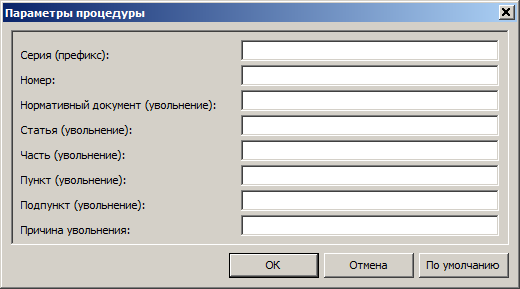 Параметры процедуры
Серия (префикс):
Номер:
Нормативный документ (увольнение):
Статья (увольнение):
Часть (увольнение):
Пункт (увольнение):
Подпункт (увольнение):
Причина увольнения:
OK
Отмена
По умолчанию